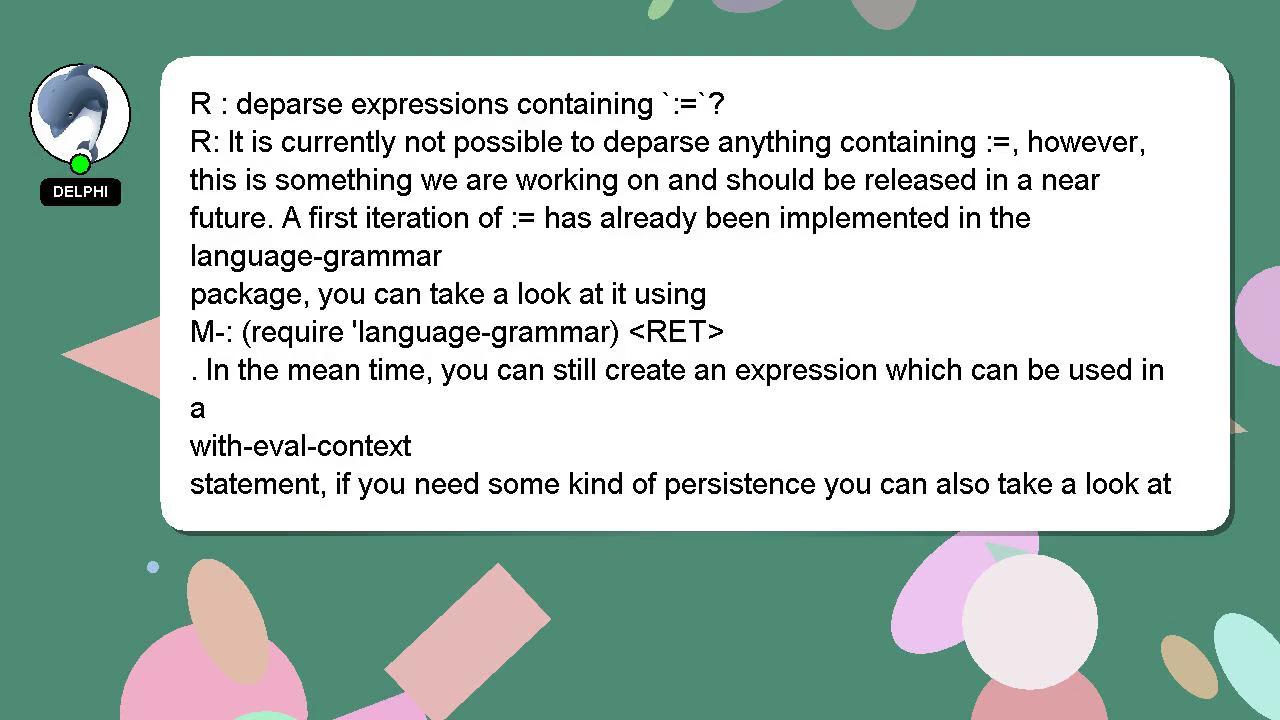 DELPHI
R : deparse expressions containing `:=`?
R: It is currently not possible to deparse anything containing :=, however,
this is something we are working on and should be released in a near
future. A first iteration of := has already been implemented in the
language-grammar
package, you can take a look at it using
M-: (require 'language-grammar) <RET>
. In the mean time, you can still create an expression which can be used in
a
with-eval-context
statement, if you need some kind of persistence you can also take a look at